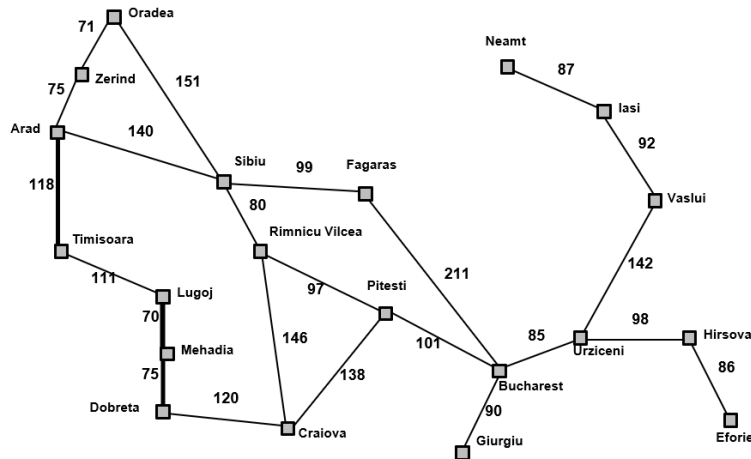 Oradea
71
Neamt
87
Zerind
151
75
Iasi
Arad
140
92
Sibiu
99
Fagaras
118
80
Vaslui
Rimnicu Vilcea
Timisoara
142
111
211
Lugoj
97
Pitesti
70
98
Hirsova
146
101
85
Urziceni
Mehadia
86
75
138
Bucharest
120
90
Dobreta
Craiova
Giurgiu
Eforie